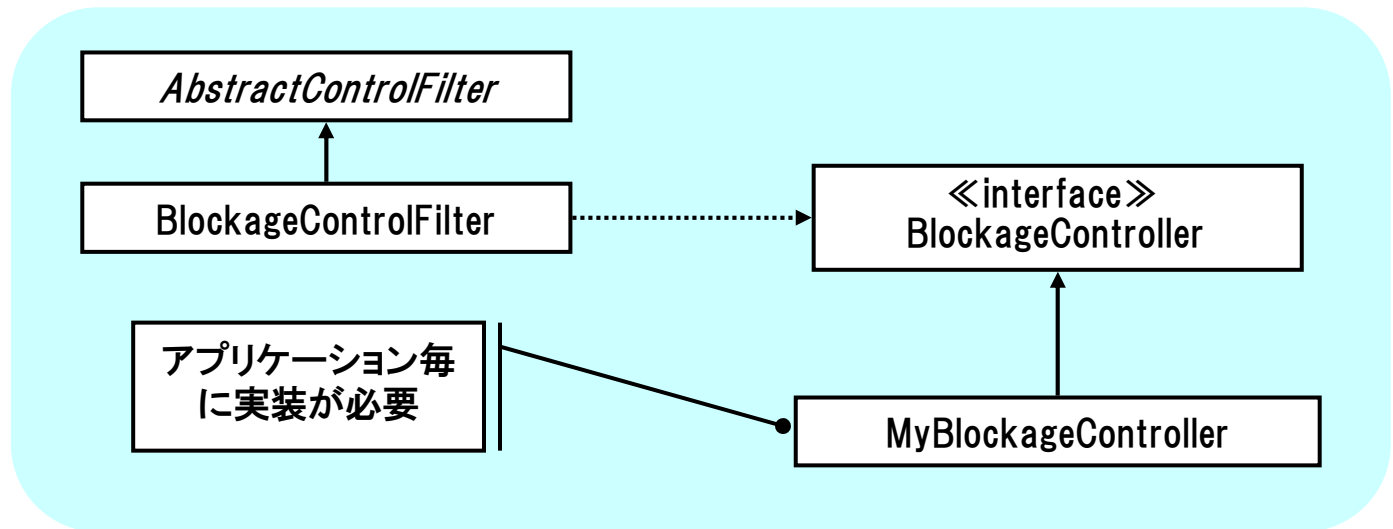 AbstractControlFilter
BlockageControlFilter
≪interface≫
BlockageController
アプリケーション毎
に実装が必要
MyBlockageController